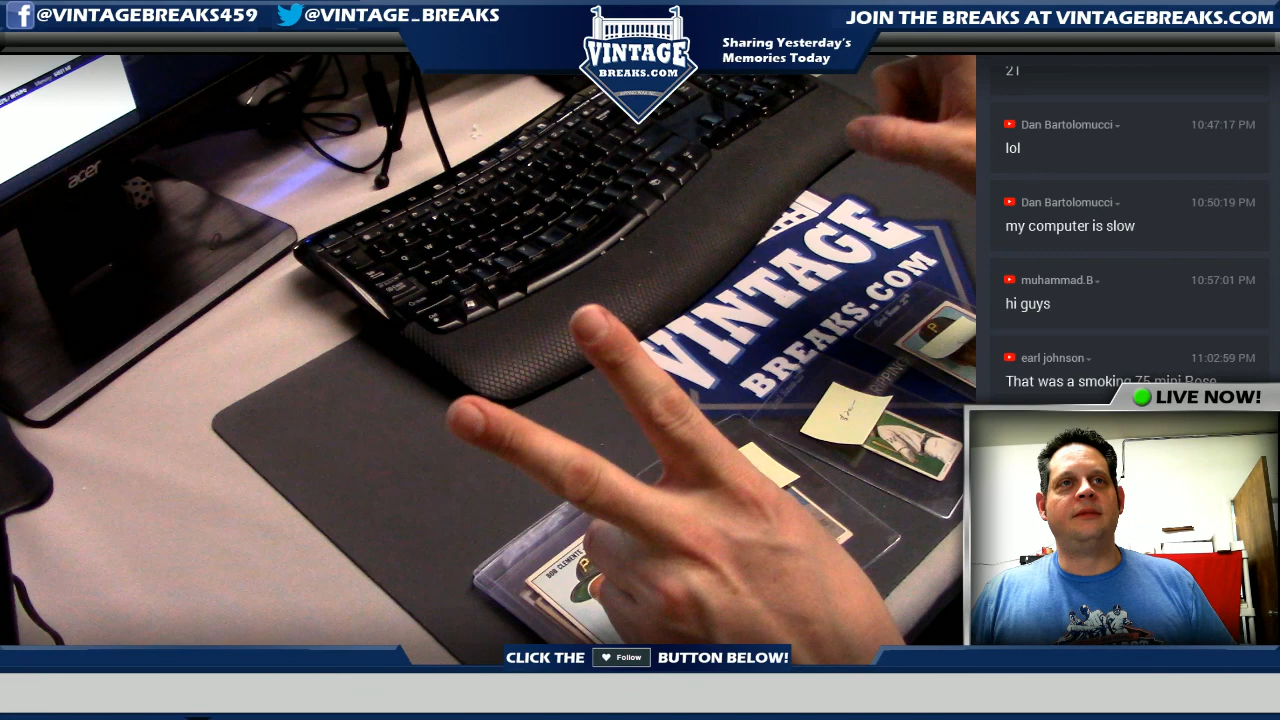 @VINTAGEBREAKS459
@VINTAGE_BREAKS
JOIN THE BREAKS AT VINTAGEBREAKS.COM
VINTAGE
BREAKS.COM
Sharing Yesterday's
Memories Today
21
Dan Bartolomucci
10:47:17 PM
lol
Dan Bartolomucci
10:50:19 PM
my computer is slow
muhammad.B
10:57:01 PM
hi guys
earl johnson
11:02:59 PM
That was a smoking 75 mini Rose
LIVE NOW!
acer
VINTAGE
BREAKS.COM
BOB CLEMENTE
P
P
CLICK THE
Follow
BUTTON BELOW!